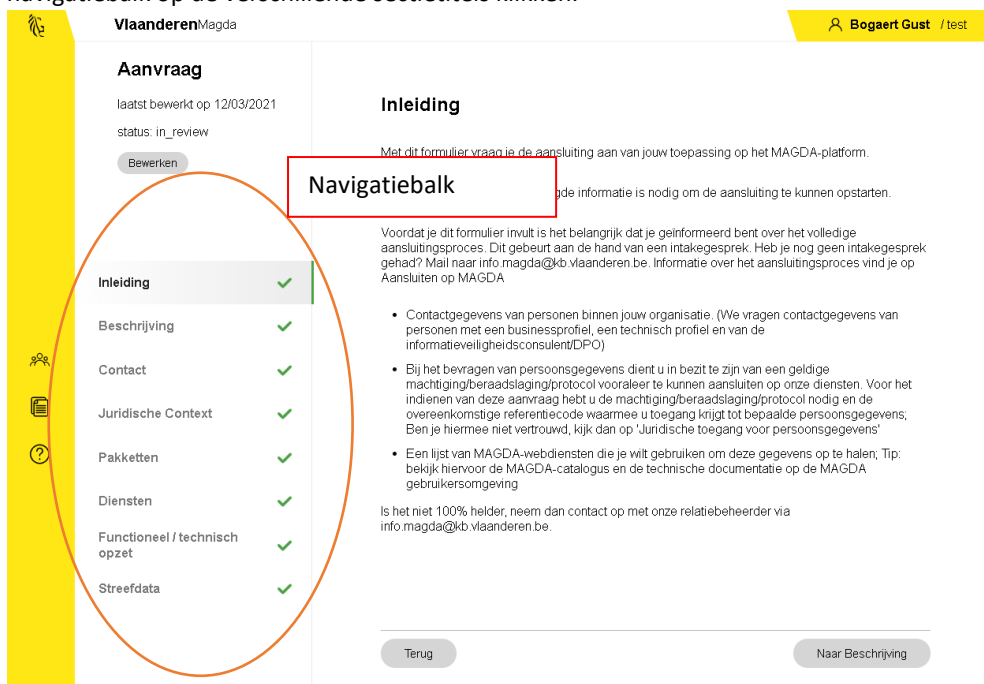 navigatiebalk op de verschillende sectietitels klikken.
VlaanderenMagda
Bogaert Gust / test
Aanvraag
laatst bewerkt op 12/03/2021
status: in_review
Bewerken
Inleiding
Beschrijving
Contact
Juridische Context
Pakketten
Diensten
Functioneel / technisch
opzet
Streefdata
Navigatiebalk
Inleiding
Met dit formulier vraag je de aansluiting aan van jouw toepassing op het MAGDA-platform.
gde informatie is nodig om de aansluiting te kunnen opstarten.
Voordat je dit formulier invult is het belangrijk dat je geïnformeerd bent over het volledige
aansluitingsproces. Dit gebeurt aan de hand van een intakegesprek. Heb je nog geen intakegesprek
gehad? Mail naar info.magda@kb.vlaanderen.be. Informatie over het aansluitingsproces vind je op
Aansluiten op MAGDA
• Contactgegevens van personen binnen jouw organisatie. (We vragen contactgegevens van
personen met een businessprofiel, een technisch profiel en van de
informatieveiligheidsconsulent/DPO)
• Bij het bevragen van persoonsgegevens dient u in bezit te zijn van een geldige
machtiging/beraadslaging/protocol vooraleer te kunnen aansluiten op onze diensten. Voor het
indienen van deze aanvraag hebt u de machtiging/beraadslaging/protocol nodig en de
overeenkomstige referentiecode waarmee u toegang krijgt tot bepaalde persoonsgegevens;
Ben je hiermee niet vertrouwd, kijk dan op 'Juridische toegang voor persoonsgegevens'
• Een lijst van MAGDA-webdiensten die je wilt gebruiken om deze gegevens op te halen; Tip:
bekijk hiervoor de MAGDA-catalogus en de technische documentatie op de MAGDA
gebruikersomgeving
Is het niet 100% helder, neem dan contact op met onze relatiebeheerder via
info.magda@kb.vlaanderen.be.
Terug
Naar Beschrijving